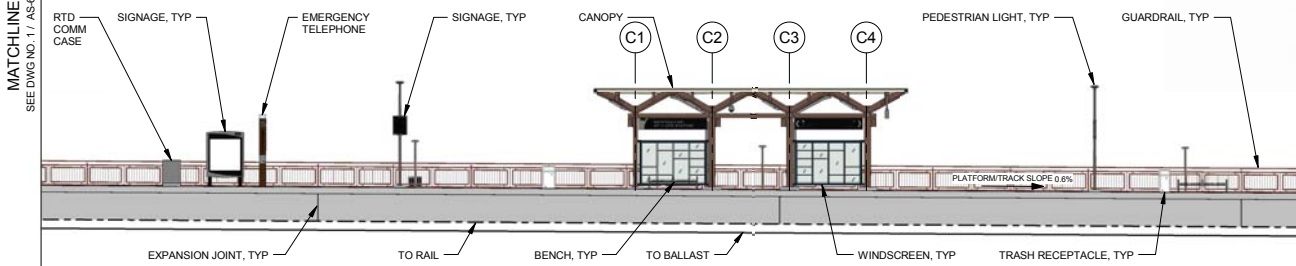 MATCHLINE
SEE DWG NO. 1 / AS-6
RTD
COMM
CASE
SIGNAGE, TYP
EMERGENCY
TELEPHONE
SIGNAGE, TYP
CANOPY
C1
C2
C3
C4
PEDESTRIAN LIGHT, TYP
GUARDRAIL, TYP
PLATFORM/TRACK SLOPE 0.6%
EXPANSION JOINT, TYP
TO RAIL
BENCH, TYP
TO BALLAST
WINDSCREEN, TYP
TRASH RECEPTACLE, TYP